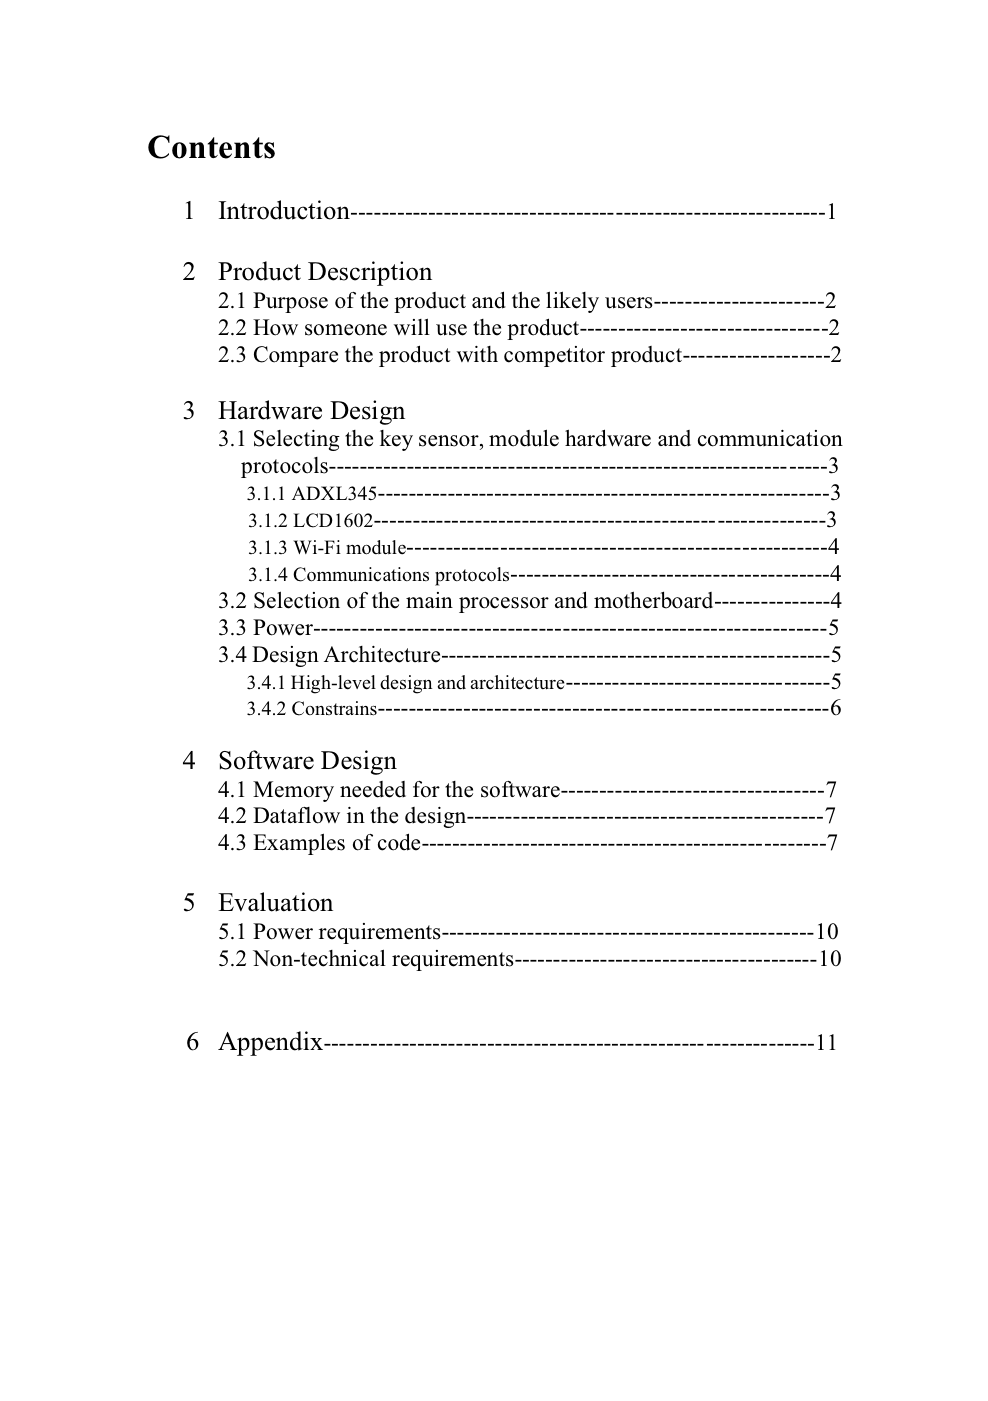 Contents
1 Introduction-------------------------------------------------------------1
2 Product Description
2.1 Purpose of the product and the likely users----------------------2
2.2 How someone will use the product--------------------------------2
2.3 Compare the product with competitor product-------------------2
3 Hardware Design
3.1 Selecting the key sensor, module hardware and communication
protocols----------------------------------------------------------------3
3.1.1 ADXL345----------------------------------------------------------3
3.1.2 LCD1602----------------------------------------------------------3
3.1.3 Wi-Fi module------------------------------------------------------4
3.1.4 Communications protocols-----------------------------------------4
3.2 Selection of the main processor and motherboard---------------4
3.3 Power------------------------------------------------------------------5
3.4 Design Architecture--------------------------------------------------5
3.4.1 High-level design and architecture----------------------------------5
3.4.2 Constrains----------------------------------------------------------6
4 Software Design
4.1 Memory needed for the software----------------------------------7
4.2 Dataflow in the design----------------------------------------------7
4.3 Examples of code----------------------------------------------------7
5 Evaluation
5.1 Power requirements------------------------------------------------10
5.2 Non-technical requirements---------------------------------------10
6 Appendix---------------------------------------------------------------11